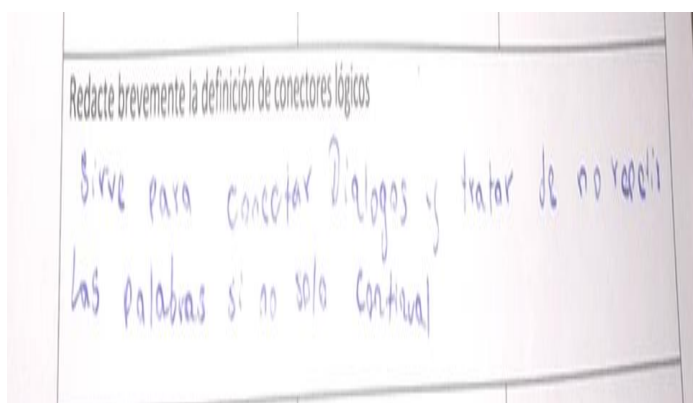 Redacte brevemente la definición de conectores lógicos
Sirve para conectar Dialogos y tratar de no repetir
Las palabras si no solo